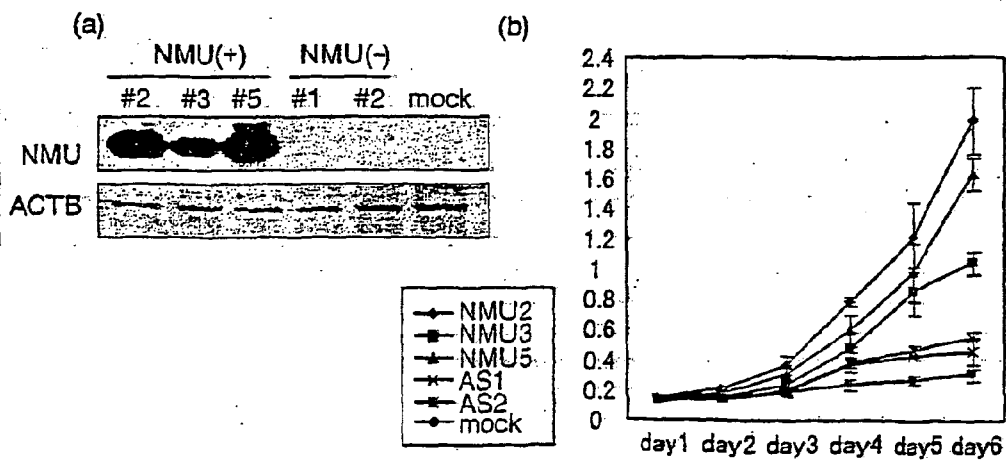 (a)
NMU(+) NMU(-)
#2 #3 #5 #1 #2 mock
NMU
ACTB
(b)
2.4
2.2
2
1.8
1.6
1.4
1.2
1
0.8
0.6
0.4
0.2
0
day1 day2 day3 day4 day5 day6
NMU2
NMU3
NMU5
AS1
AS2
mock